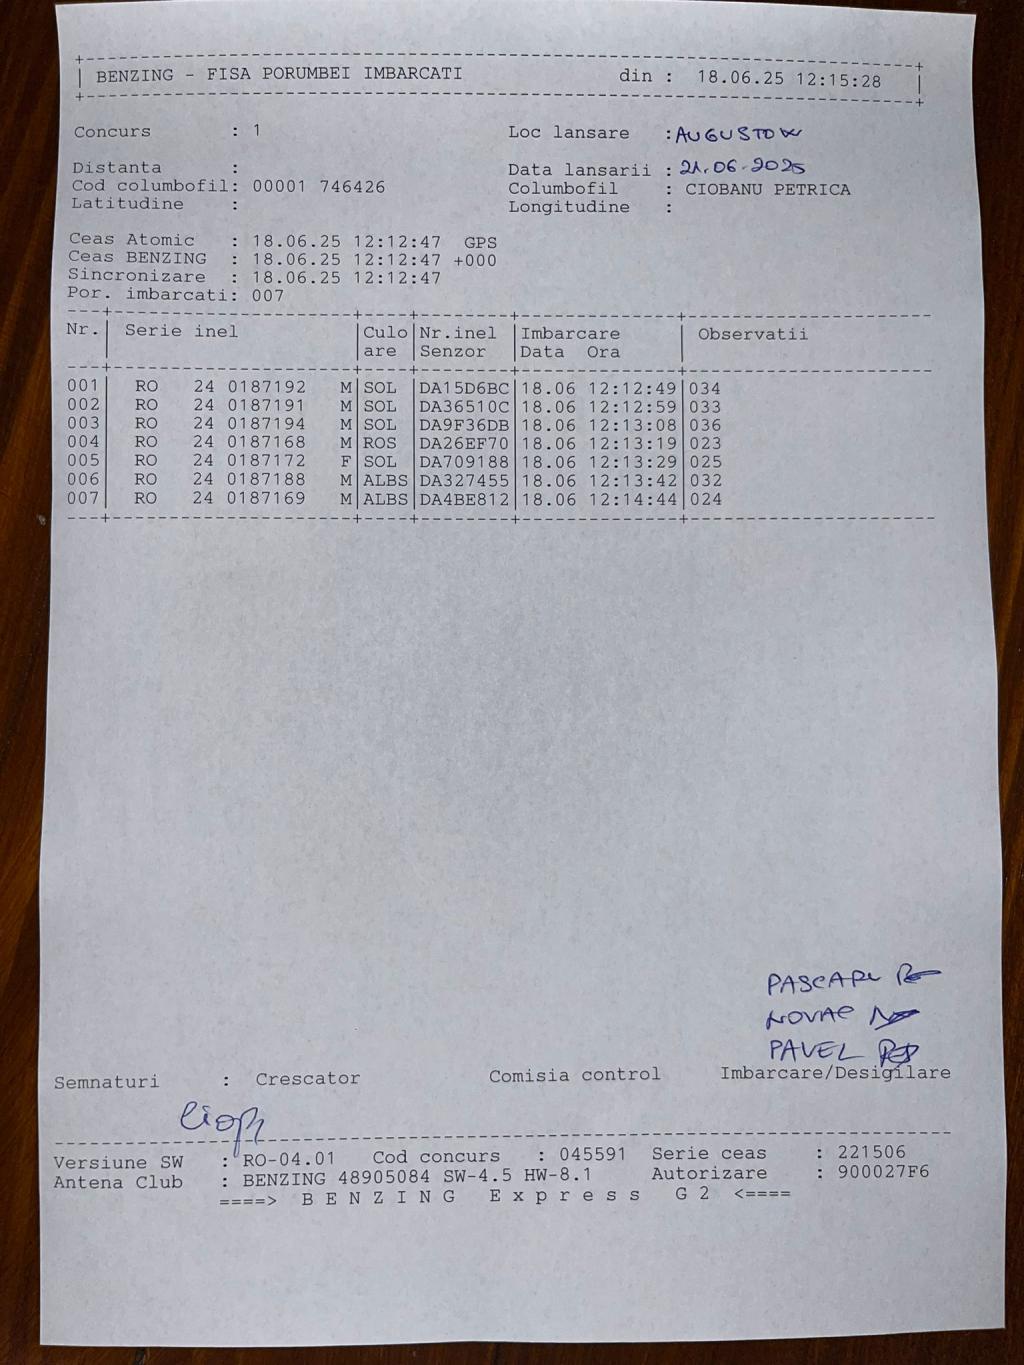 BENZING - FISA PORUMBEI IMBARCATI din : 18.06.25 12:15:28
Concurs : 1 Loc lansare : AUGUSTOW
Distanta : Data lansarii : 21.06.2025
Cod columbofil: 00001 746426 Columbofil : CIOBANU PETRICA
Latitudine : Longitudine :
Ceas Atomic : 18.06.25 12:12:47 GPS
Ceas BENZING : 18.06.25 12:12:47 +000
Sincronizare : 18.06.25 12:12:47
Por. imbarcati: 007
Nr. Serie inel Culo Nr.inel Imbarcare Observatii
are Senzor Data Ora
001 RO 24 0187192 M SOL DA15D6BC 18.06 12:12:49 034
002 RO 24 0187191 M SOL DA36510C 18.06 12:12:59 033
003 RO 24 0187194 M SOL DA9F36DB 18.06 12:13:08 036
004 RO 24 0187168 M ROS DA26EF70 18.06 12:13:19 023
005 RO 24 0187172 F SOL DA709188 18.06 12:13:29 025
006 RO 24 0187188 M ALBS DA327455 18.06 12:13:42 032
007 RO 24 0187169 M ALBS DA4BE812 18.06 12:14:44 024
PASCARU
NOVAC
PAVEL
Semnaturi : Crescator Comisia control Imbarcare/Desigilare
Versiune SW : RO-04.01 Cod concurs : 045591 Serie ceas : 221506
Antena Club : BENZING 48905084 SW-4.5 HW-8.1 Autorizare : 900027F6
====> B E N Z I N G E x p r e s s G 2 <====